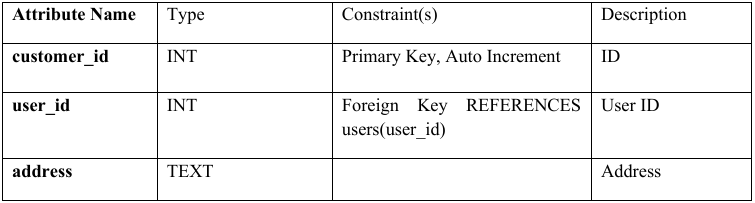 Attribute Name Type Constraint(s) Description
customer_id INT Primary Key, Auto Increment ID
user_id INT Foreign Key REFERENCES User ID
users(user_id)
address TEXT Address